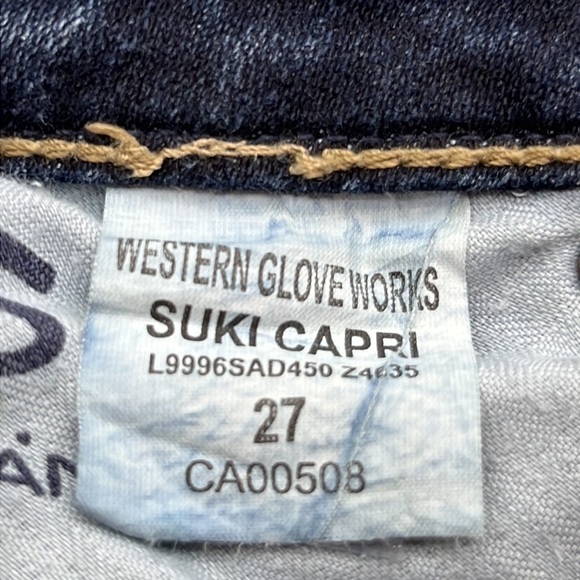 WESTERN GLOVE WORKS
SUKI CAPRI
L9996SAD450 Z4635
27
CA00508